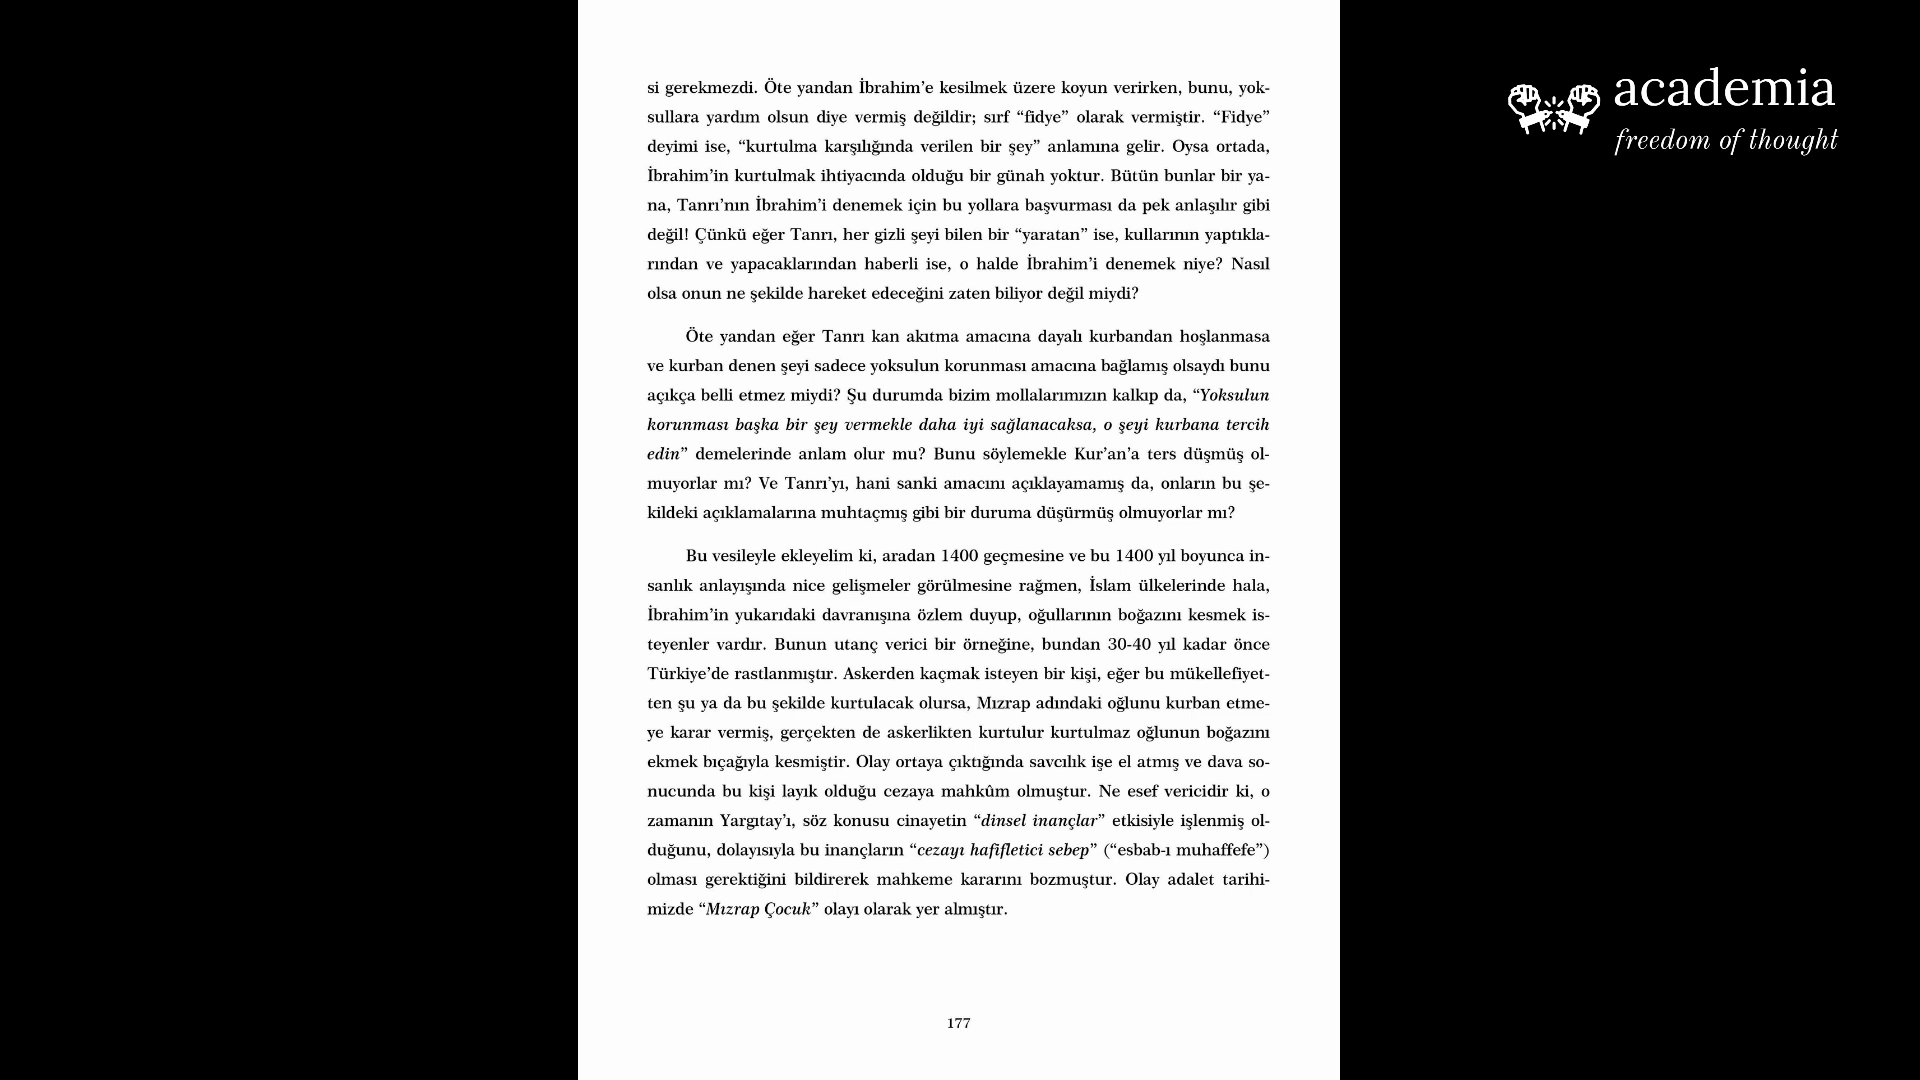 si gerekmezdi. Öte yandan İbrahim’e kesilmek üzere koyun verirken, bunu, yok-
sullara yardım olsun diye vermiş değildir; sırf “fidye” olarak vermiştir. “Fidye”
deyimi ise, “kurtulma karşılığında verilen bir şey” anlamına gelir. Oysa ortada,
İbrahim’in kurtulmak ihtiyacında olduğu bir günah yoktur. Bütün bunlar bir ya-
na, Tanrı’nın İbrahim’i denemek için bu yollara başvurması da pek anlaşılır gibi
değil! Çünkü eğer Tanrı, her gizli şeyi bilen bir “yaratan” ise, kullarının yaptıkla-
rından ve yapacaklarından haberli ise, o halde İbrahim’i denemek niye? Nasıl
olsa onun ne şekilde hareket edeceğini zaten biliyor değil miydi?
Öte yandan eğer Tanrı kan akıtma amacına dayalı kurbandan hoşlanmasa
ve kurban denen şeyi sadece yoksulun korunması amacına bağlamış olsaydı bunu
açıkça belli etmez miydi? Şu durumda bizim mollalarımızın kalkıp da, “Yoksulun
korunması başka bir şey vermekle daha iyi sağlanacaksa, o şeyi kurbana tercih
edin” demelerinde anlam olur mu? Bunu söylemekle Kur’an’a ters düşmüş ol-
muyorlar mı? Ve Tanrı’yı, hani sanki amacını açıklayamamış da, onların bu şe-
kildeki açıklamalarına muhtaçmış gibi bir duruma düşürmüş olmuyorlar mı?
Bu vesileyle ekleyelim ki, aradan 1400 geçmesine ve bu 1400 yıl boyunca in-
sanlık anlayışında nice gelişmeler görülmesine rağmen, İslam ülkelerinde hala,
İbrahim’in yukarıdaki davranışına özlem duyup, oğullarının boğazını kesmek is-
teyenler vardır. Bunun utanç verici bir örneğine, bundan 30-40 yıl kadar önce
Türkiye’de rastlanmıştır. Askerden kaçmak isteyen bir kişi, eğer bu mükellefiyet-
ten şu ya da bu şekilde kurtulacak olursa, Mızrap adındaki oğlunu kurban etme-
ye karar vermiş, gerçekten de askerlikten kurtulur kurtulmaz oğlunun boğazını
ekmek bıçağıyla kesmiştir. Olay ortaya çıktığında savcılık işe el atmış ve dava so-
nucunda bu kişi layık olduğu cezaya mahkûm olmuştur. Ne esef vericidir ki, o
zamanın Yargıtay’ı, söz konusu cinayetin “dinsel inançlar” etkisiyle işlenmiş ol-
duğunu, dolayısıyla bu inançların “cezayı hafifletici sebep” (“esbab-ı muhaffefe”)
olması gerektiğini bildirerek mahkeme kararını bozmuştur. Olay adalet tarihi-
mizde “Mızrap Çocuk” olayı olarak yer almıştır.
177
academia
freedom of thought